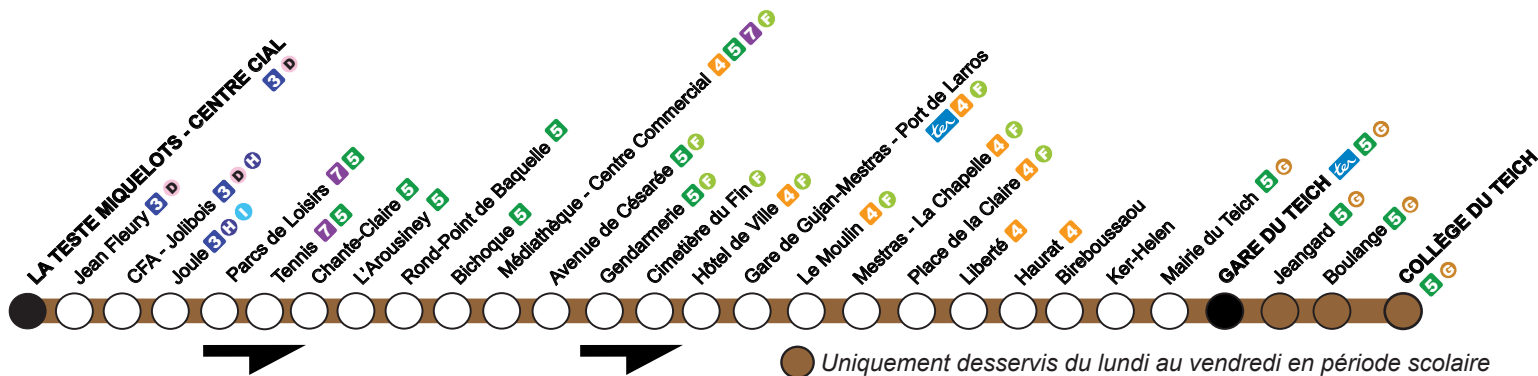 LA TESTE MIQUELOTS - CENTRE CIAL
3 D
Jean Fleury 3 D
CFA - Jolibois 3 D H
Joule 3 H I
Parcs de Loisirs 7 5
Tennis 7 5
Chante-Claire 5
L'Arousiney 5
Rond-Point de Baquelle 5
Bichoque 5
Médiathèque - Centre Commercial 4 5 7 F
Avenue de Césarée 5 F
Gendarmerie 5 F
Cimetière du Fin F
Hôtel de VIlle 4 F
Gare de Gujan-Mestras - Port de Larros
ter 4 F
Le Moulin 4 F
Mestras - La Chapelle 4 F
Place de la Claire 4 F
Liberté 4
Haurat 4
Bireboussaou
Ker-Helen
Mairie du Teich 5 G
GARE DU TEICH ter 5 G
Jeangard 5 G
Boulange 5 G
COLLÈGE DU TEICH
5 G
Uniquement desservis du lundi au vendredi en période scolaire